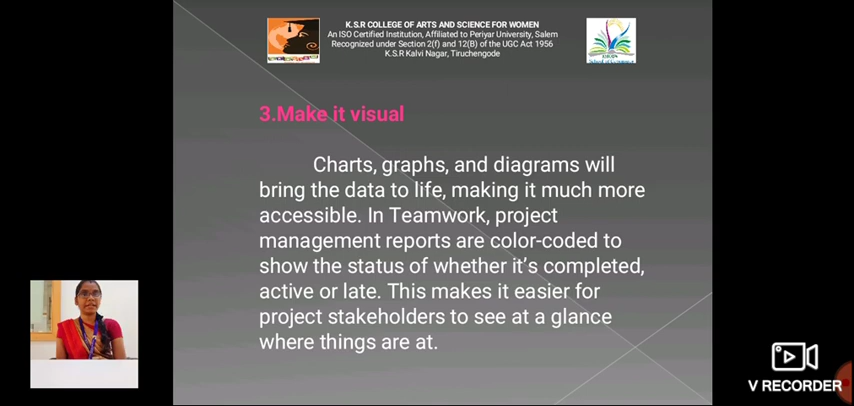 K.S.R COLLEGE OF ARTS AND SCIENCE FOR WOMEN
An ISO Certified Institution, Affiliated to Periyar University, Salem
Recognized under Section 2(f) and 12(B) of the UGC Act 1956
K.S.R Kalvi Nagar, Tiruchengode
3.Make it visual
Charts, graphs, and diagrams will
bring the data to life, making it much more
accessible. In Teamwork, project
management reports are color-coded to
show the status of whether it’s completed,
active or late. This makes it easier for
project stakeholders to see at a glance
where things are at.
V RECORDER